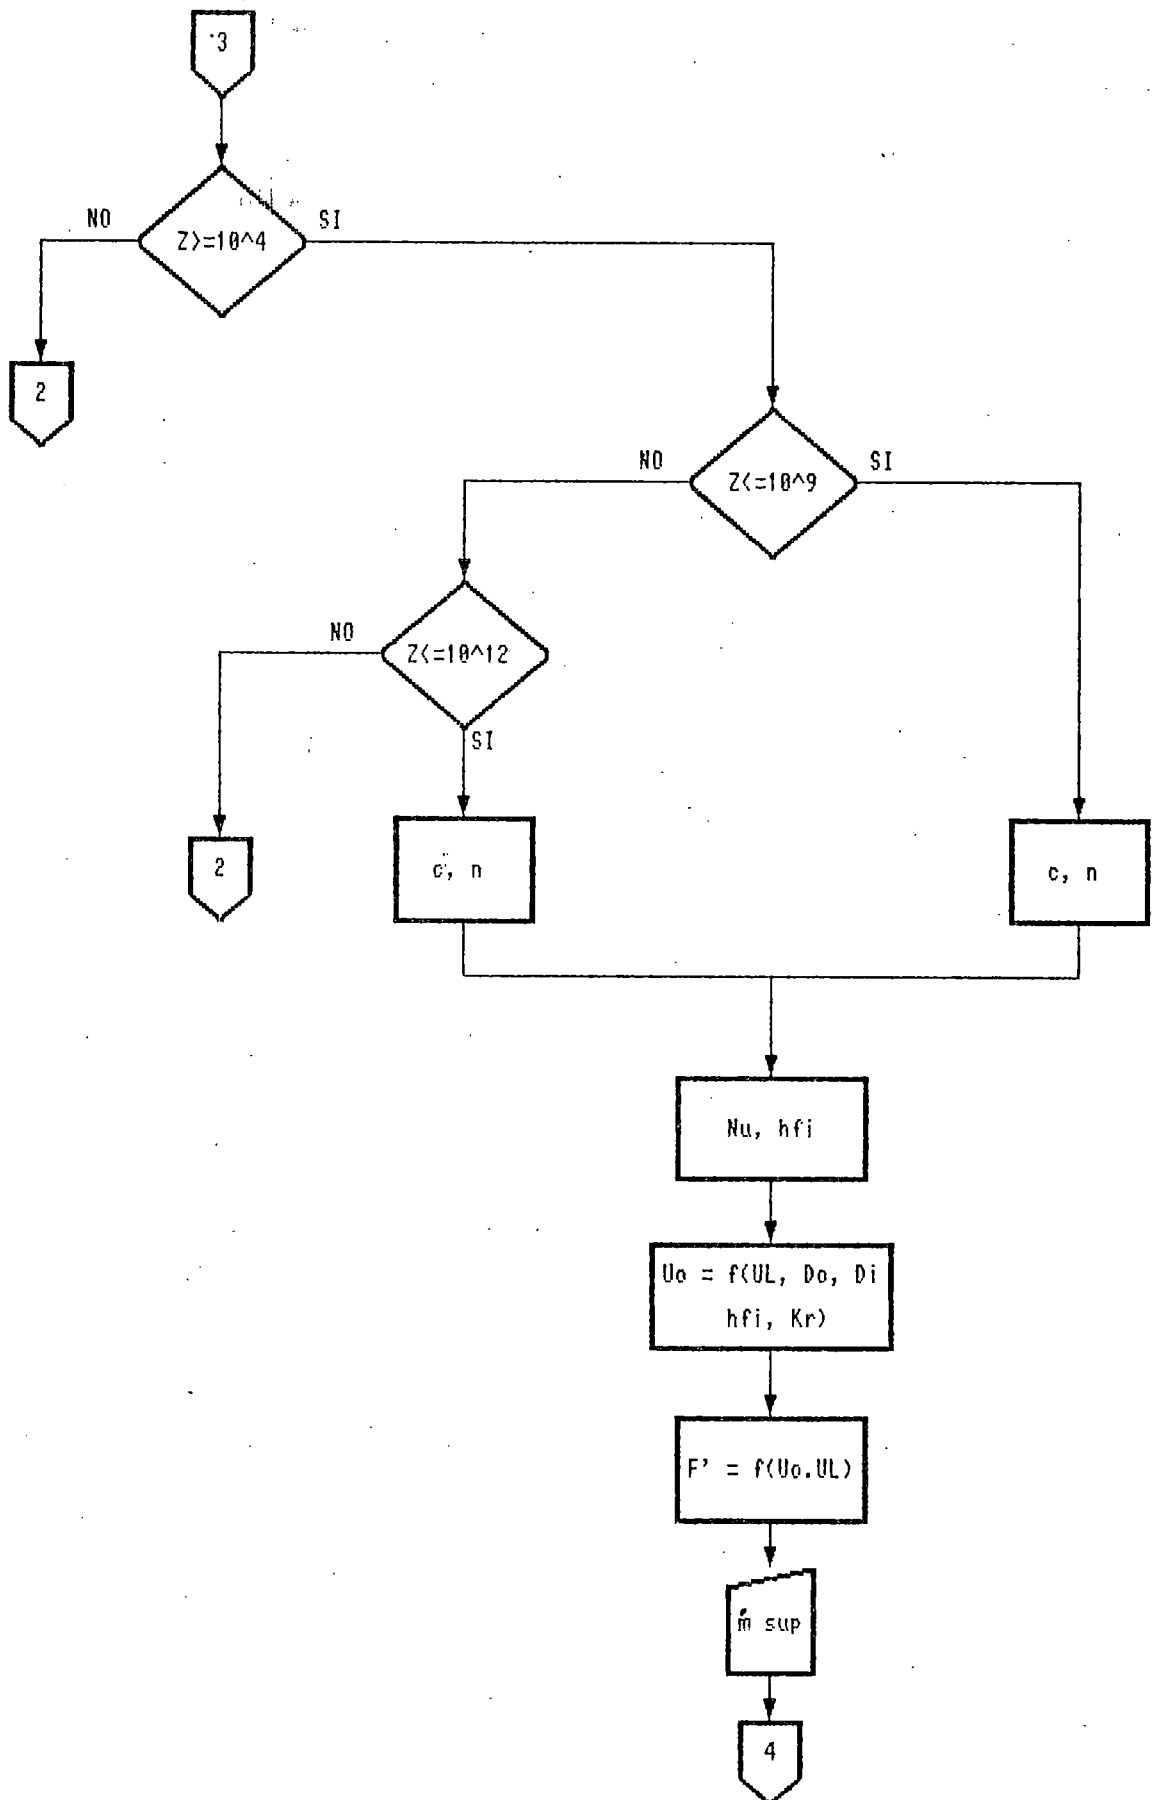 3
NO
SI
Z>=10^4
2
NO
SI
Z<=10^9
NO
Z<=10^12
SI
2
c, n
c, n
Nu, hfi
Uo = f(UL, Do, Di
hfi, Kr)
F' = f(Uo.UL)
ṁ sup
4